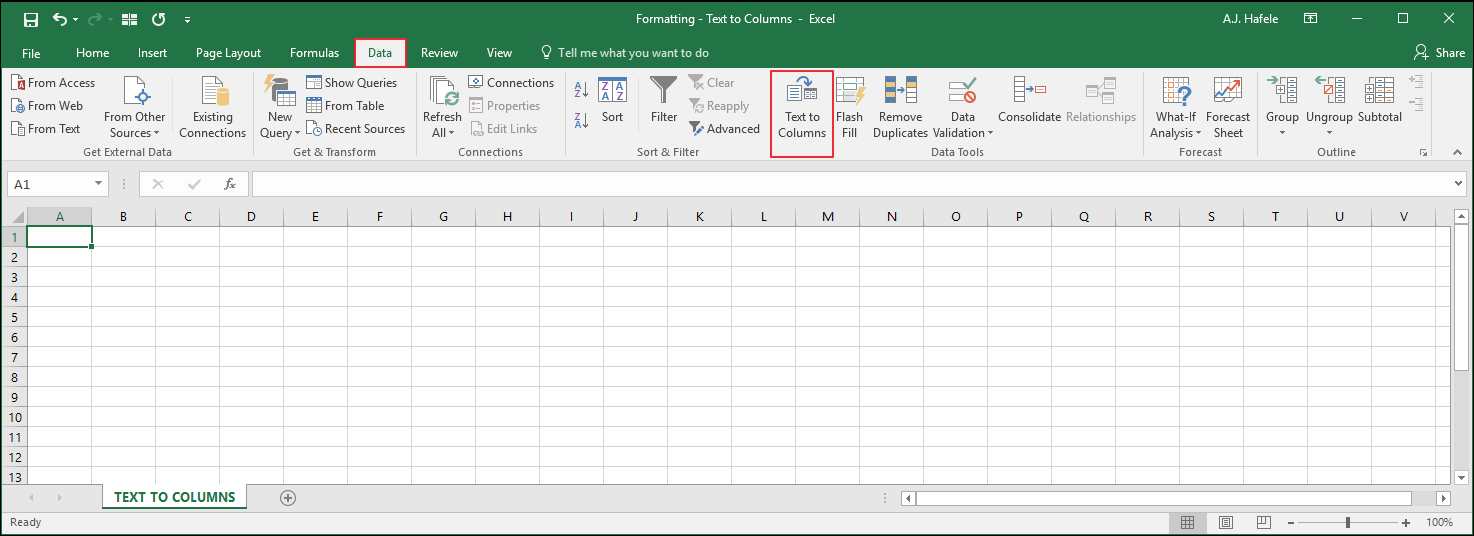 Formatting - Text to Columns - Excel
A.J. Hafele
File Home Insert Page Layout Formulas Data Review View Tell me what you want to do Share
From Access
From Web
From Text
From Other
Sources
Existing
Connections
Get External Data
New
Query
Show Queries
From Table
Recent Sources
Get & Transform
Refresh
All
Connections
Properties
Edit Links
Connections
A
Z
Z
A
Z A
A Z
Sort
Filter
Clear
Reapply
Advanced
Sort & Filter
Text to
Columns
Flash
Fill
Remove
Duplicates
Data
Validation
Consolidate
Relationships
Data Tools
What-If
Analysis
Forecast
Sheet
Forecast
Group
Ungroup
Subtotal
Outline
A1
fx
A B C D E F G H I J K L M N O P Q R S T U V
1
2
3
4
5
6
7
8
9
10
11
12
13
TEXT TO COLUMNS
Ready
100%